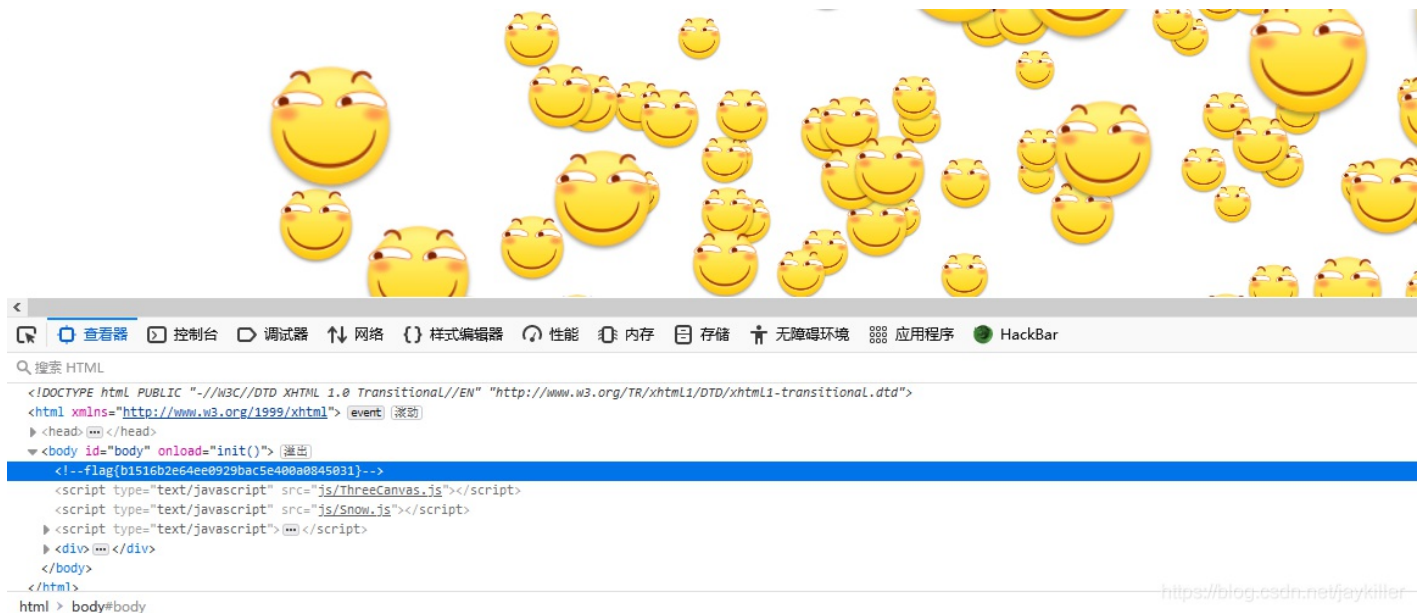 查看器 控制台 调试器 网络 {} 样式编辑器 性能 内存 存储 无障碍环境 应用程序 HackBar
搜索 HTML
<!DOCTYPE html PUBLIC "-//W3C//DTD XHTML 1.0 Transitional//EN" "http://www.w3.org/TR/xhtml1/DTD/xhtml1-transitional.dtd">
<html xmlns="http://www.w3.org/1999/xhtml"> event 滚动
<head> ••• </head>
<body id="body" onload="init()"> 溢出
<!--flag{b1516b2e64ee0929bac5e400a0845031}-->
<script type="text/javascript" src="js/ThreeCanvas.js"></script>
<script type="text/javascript" src="js/Snow.js"></script>
<script type="text/javascript"> ••• </script>
<div> ••• </div>
</body>
</html>
https://blog.csdn.net/jaykiller
html > body#body